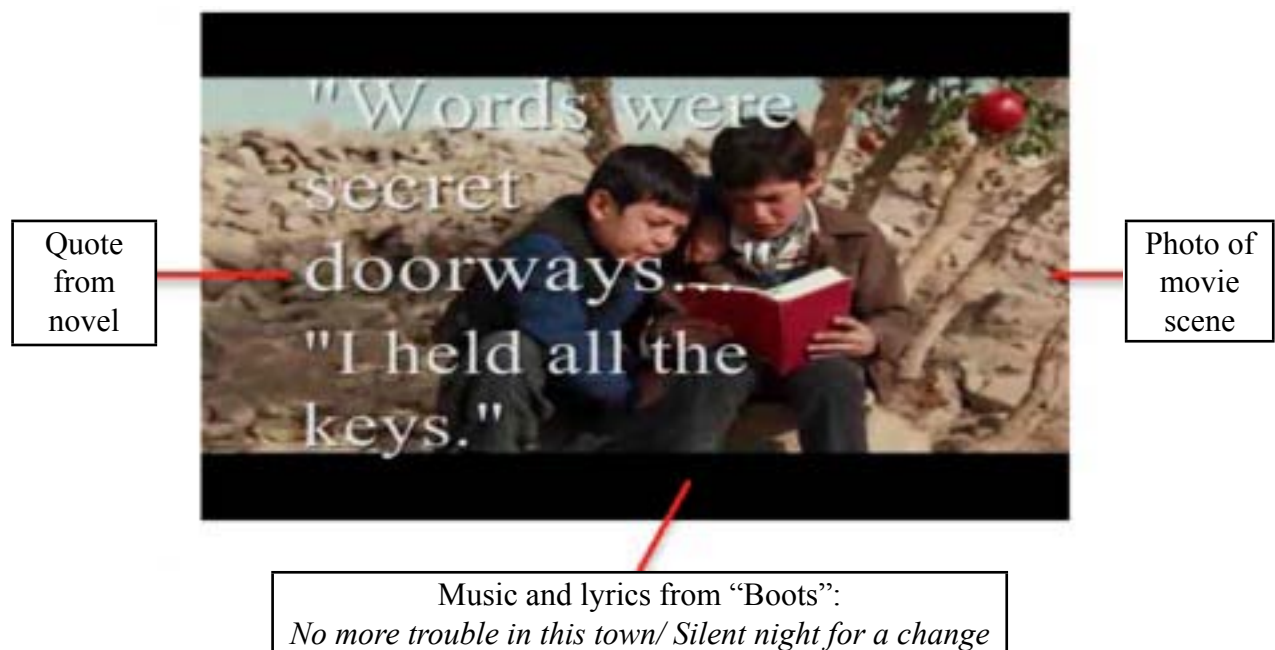 "Words were
secret
doorways...
"I held all the
keys."
Quote
from
novel
Photo of
movie
scene
Music and lyrics from “Boots”:
No more trouble in this town/ Silent night for a change